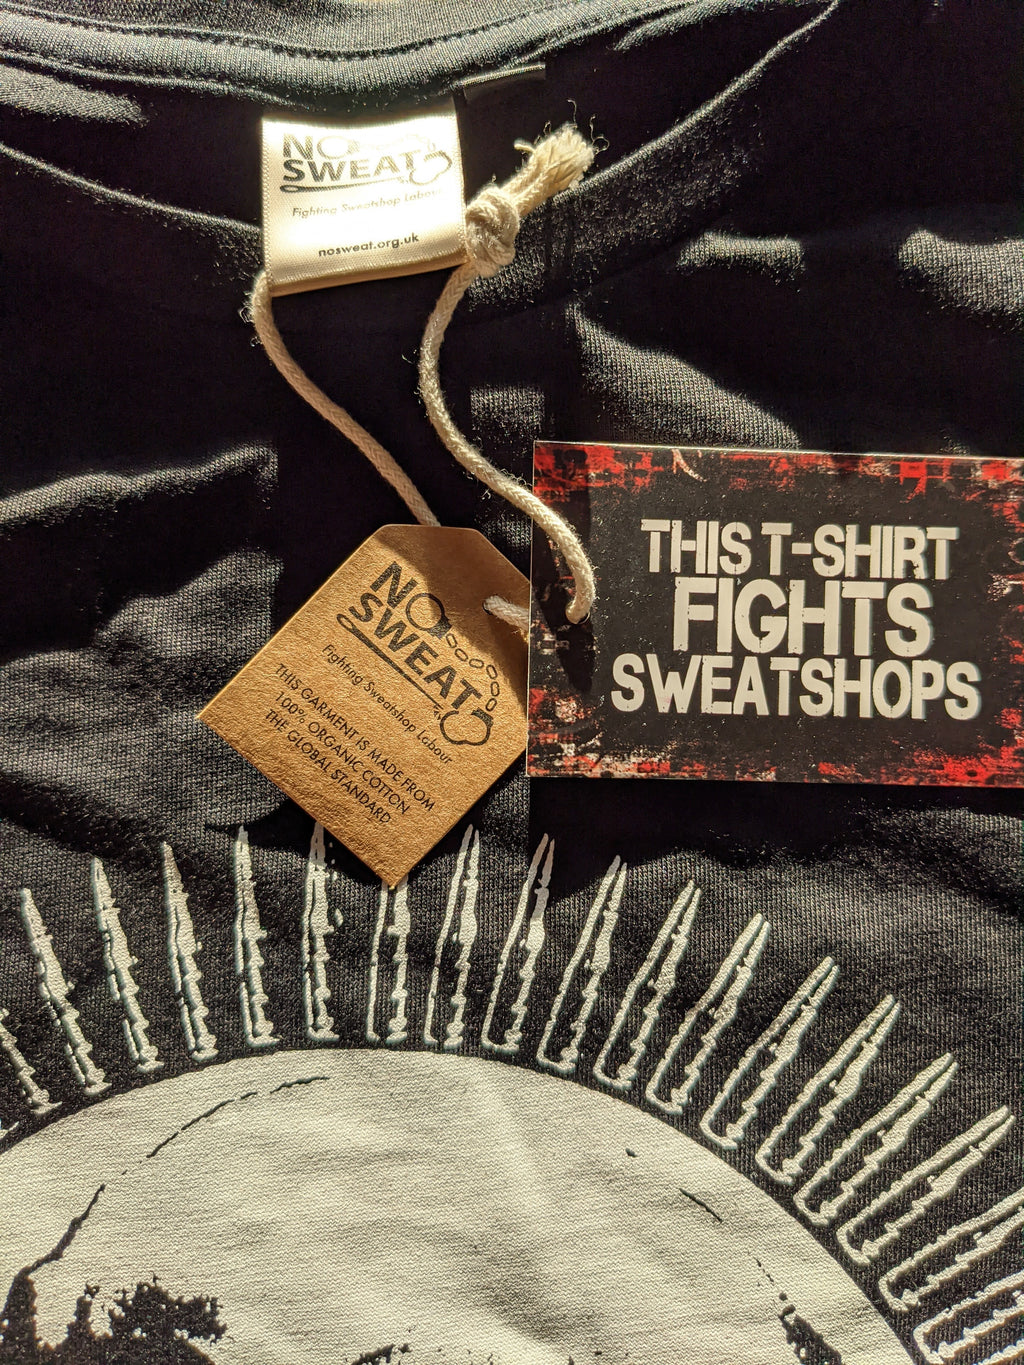 NO
SWEAT
Fighting Sweatshop Labour
nosweat.org.uk
NO
SWEAT
Fighting Sweatshop Labour
THIS GARMENT IS MADE FROM
100% ORGANIC COTTON
THE GLOBAL STANDARD
THIS T-SHIRT
FIGHTS
SWEATSHOPS